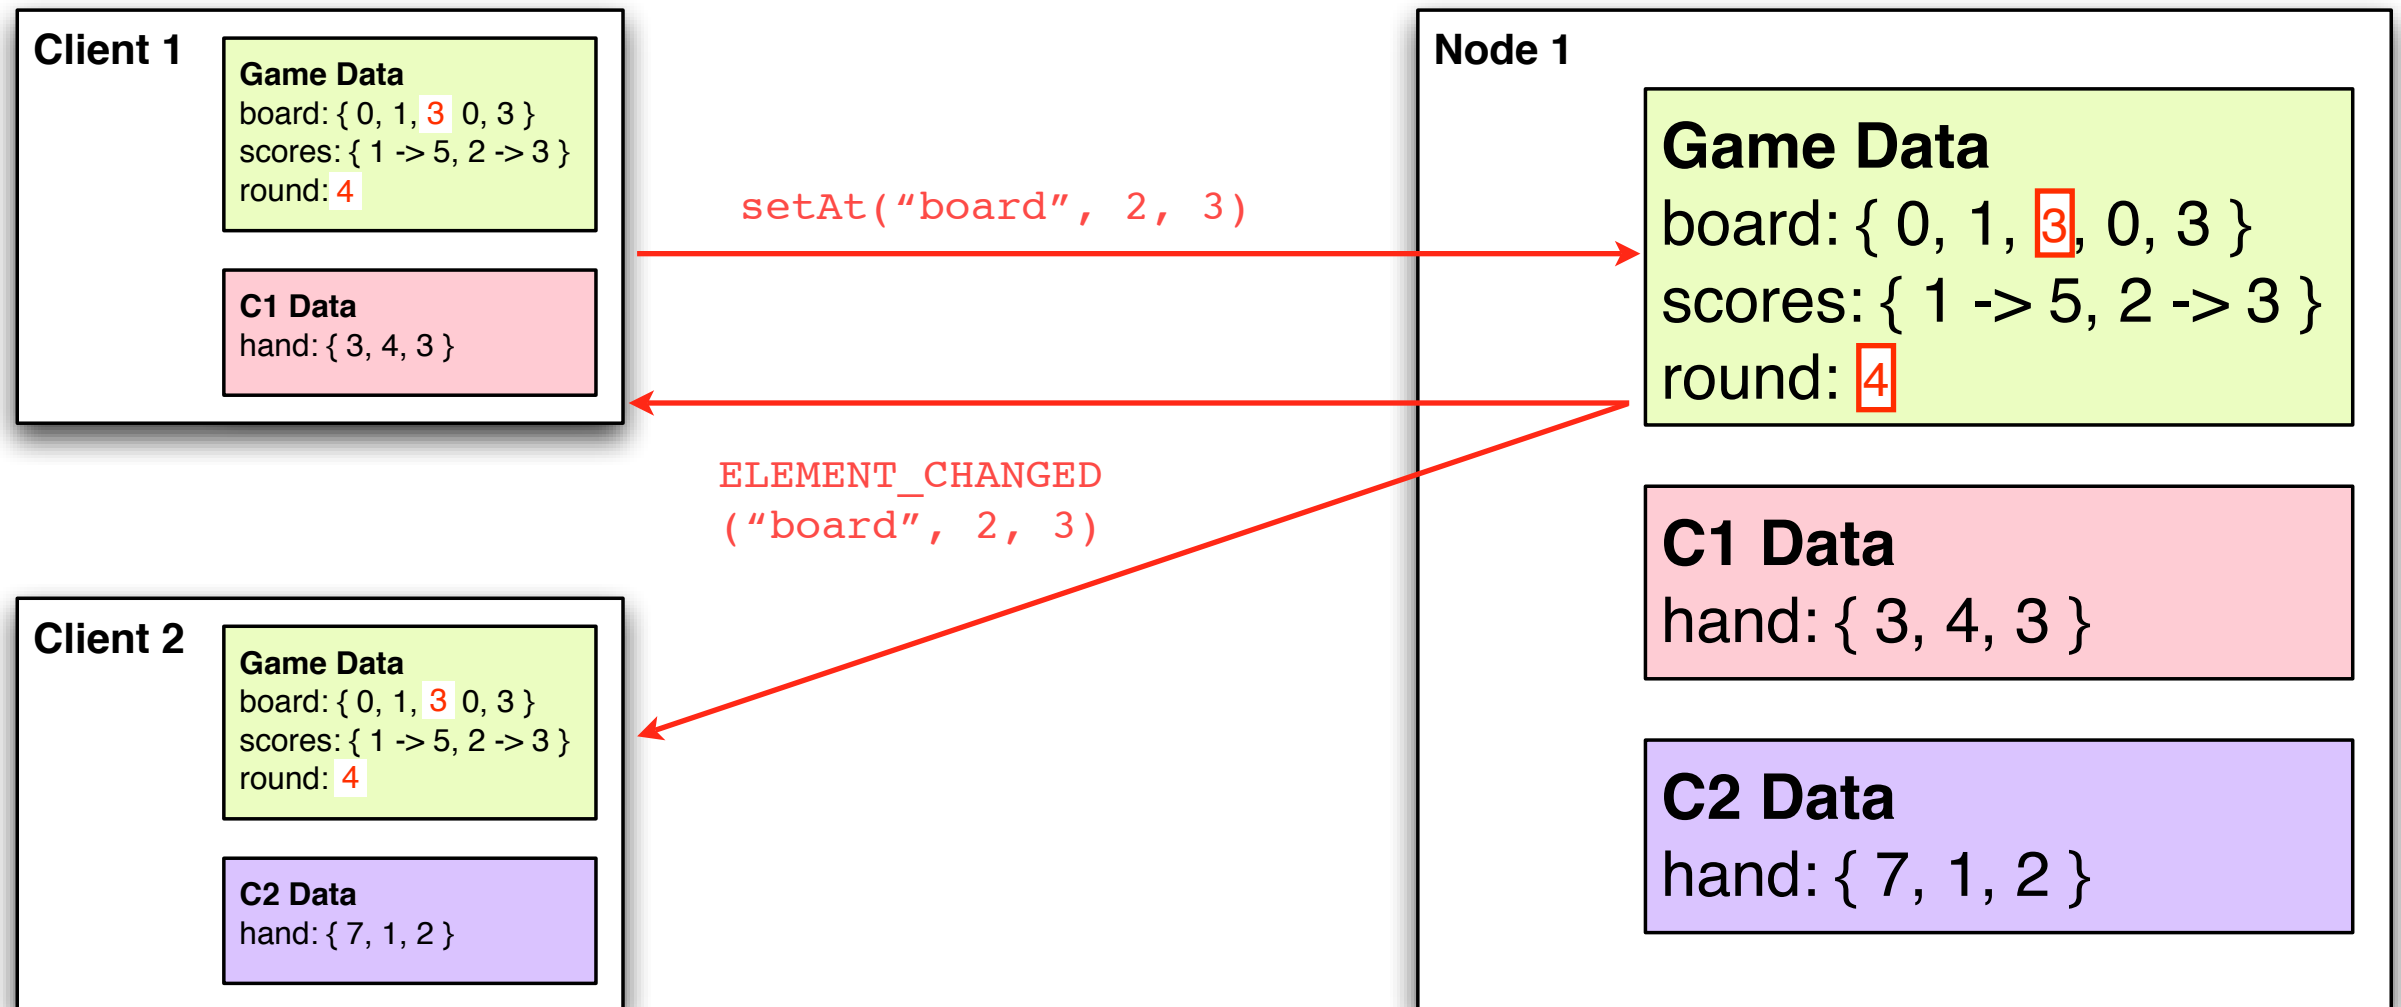 Client 1
Game Data
board: { 0, 1, 3 0, 3 }
scores: { 1 -> 5, 2 -> 3 }
round: 4
C1 Data
hand: { 3, 4, 3 }
setAt(“board”, 2, 3)
ELEMENT_CHANGED
(“board”, 2, 3)
Client 2
Game Data
board: { 0, 1, 3 0, 3 }
scores: { 1 -> 5, 2 -> 3 }
round: 4
C2 Data
hand: { 7, 1, 2 }
Node 1
Game Data
board: { 0, 1, 3, 0, 3 }
scores: { 1 -> 5, 2 -> 3 }
round: 4
C1 Data
hand: { 3, 4, 3 }
C2 Data
hand: { 7, 1, 2 }